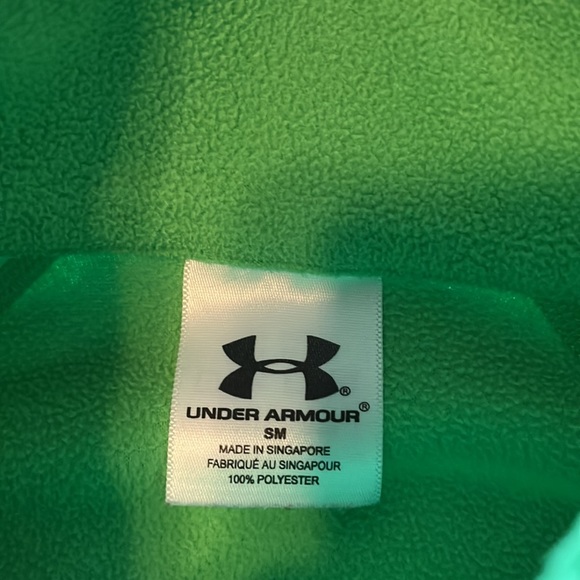 ®
UNDER ARMOUR®
SM
MADE IN SINGAPORE
FABRIQUÉ AU SINGAPOUR
100% POLYESTER